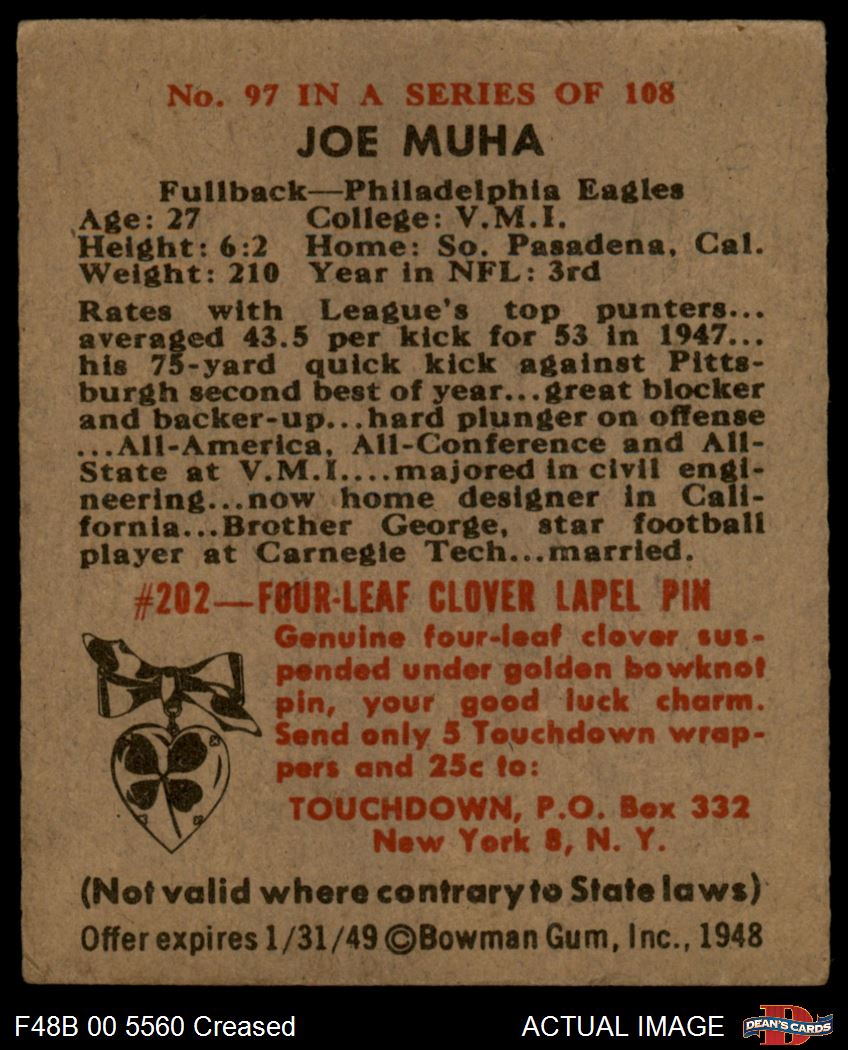 No. 97 IN A SERIES OF 108
JOE MUHA
Fullback—Philadelphia Eagles
Age: 27 College: V.M.I.
Height: 6:2 Home: So. Pasadena, Cal.
Weight: 210 Year in NFL: 3rd
Rates with League's top punters...
averaged 43.5 per kick for 53 in 1947...
his 75-yard quick kick against Pitts-
burgh second best of year...great blocker
and backer-up...hard plunger on offense
...All-America, All-Conference and All-
State at V.M.I....majored in civil engi-
neering...now home designer in Cali-
fornia...Brother George, star football
player at Carnegie Tech...married.
#202—FOUR-LEAF CLOVER LAPEL PIN
Genuine four-leaf clover sus-
pended under golden bowknot
pin, your good luck charm.
Send only 5 Touchdown wrap-
pers and 25c to:
TOUCHDOWN, P.O. Box 332
New York 8, N. Y.
(Not valid where contrary to State laws)
Offer expires 1/31/49 ©Bowman Gum, Inc., 1948
F48B 00 5560 Creased ACTUAL IMAGE DEAN'S CARDS